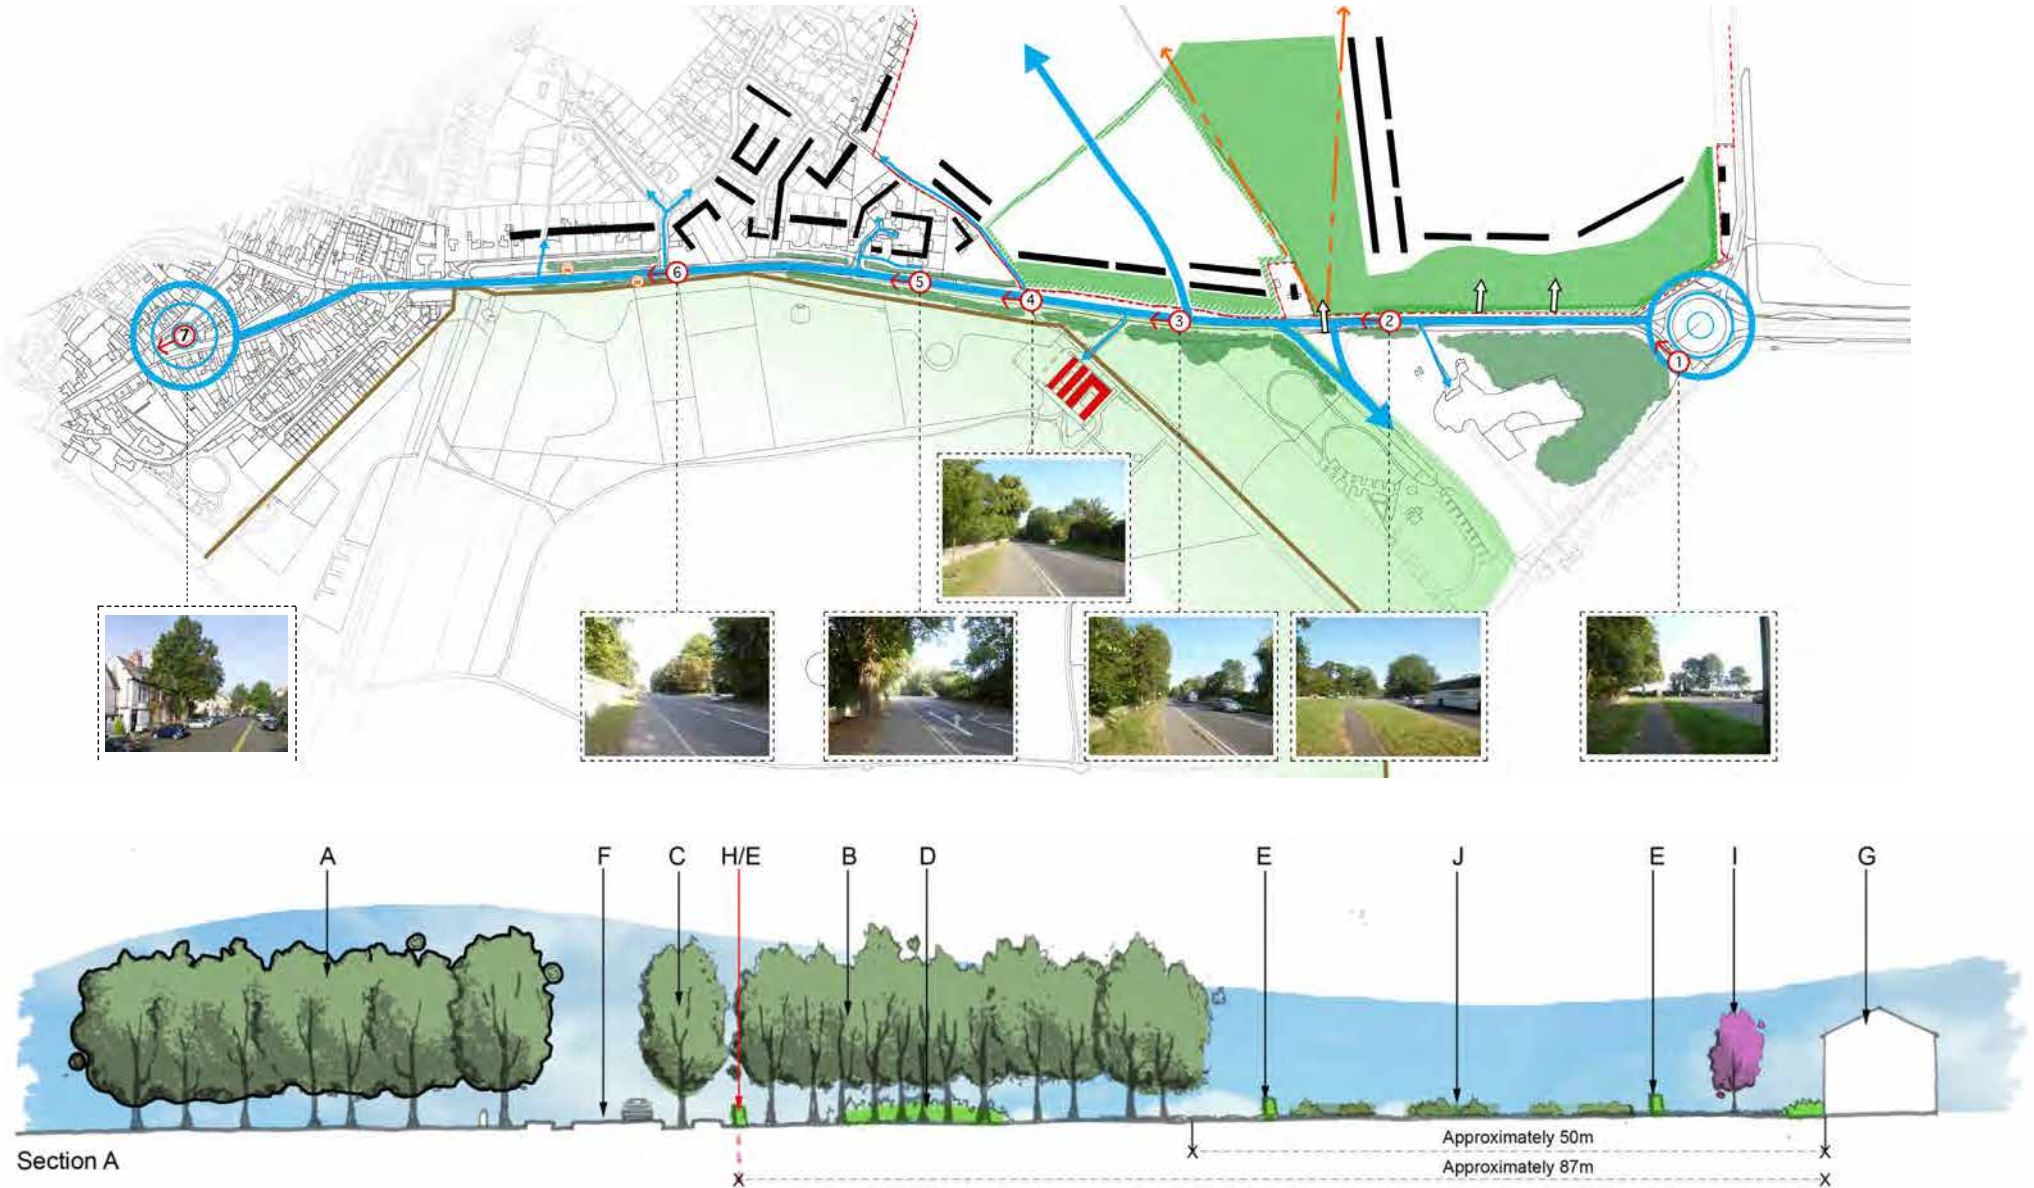 7
6
5
4
3
2
1
A
F
C
H/E
B
D
E
J
E
I
G
Approximately 50m
X
X
Section A
Approximately 87m
X
X